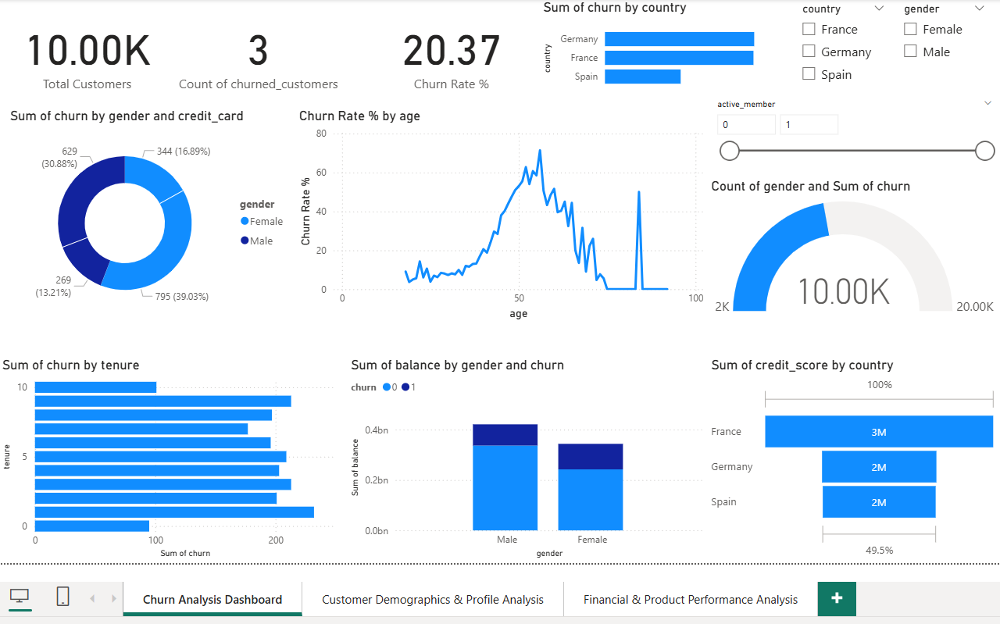 10.00K
Total Customers
3
Count of churned_customers
20.37
Churn Rate %
Sum of churn by country
country
Germany
France
Spain
country
France
Germany
Spain
gender
Female
Male
Sum of churn by gender and credit_card
629
(30.88%)
344 (16.89%)
269
(13.21%)
795 (39.03%)
gender
Female
Male
Churn Rate % by age
Churn Rate %
80
60
40
20
0
0
50
100
age
active_member
0
1
Count of gender and Sum of churn
10.00K
2K
20.00K
Sum of churn by tenure
tenure
10
5
0
0
100
200
Sum of churn
Sum of balance by gender and churn
churn 0 1
Sum of balance
0.4bn
0.2bn
0.0bn
Male
Female
gender
Sum of credit_score by country
100%
France
3M
Germany
2M
Spain
2M
49.5%
Churn Analysis Dashboard
Customer Demographics & Profile Analysis
Financial & Product Performance Analysis
+